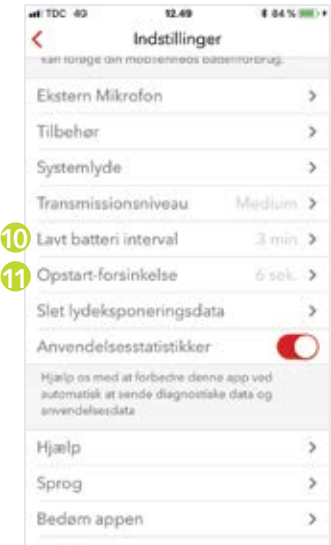 TDC 4G 12.49 84 %
Indstillinger
kan forøge din mobilenheds batteriforbrug.
Ekstern Mikrofon
Tilbehør
Systemlyde
Transmissionsniveau Medium
10 Lavt batteri interval 3 min
11 Opstart-forsinkelse 6 sek.
Slet lydeksponeringsdata
Anvendelsesstatistikker
Hjælp os med at forbedre denne app ved
automatisk at sende diagnostiske data og
anvendelsesdata
Hjælp
Sprog
Bedøm appen